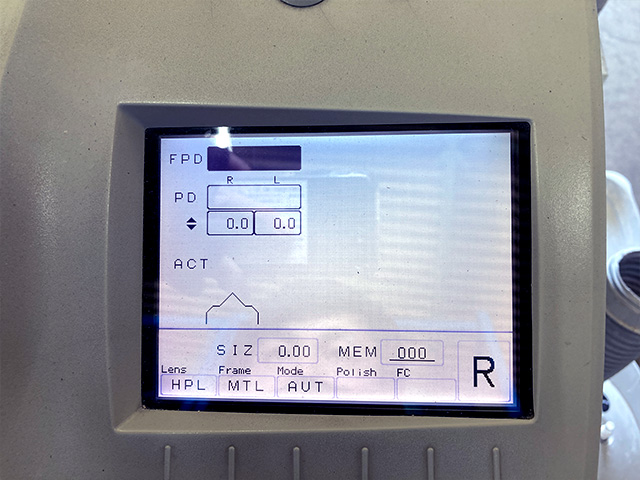 FPD
R L
PD
0.0 0.0
ACT
SIZ 0.00 MEM 000
Lens Frame Mode Polish FC
HPL MTL AUT
R